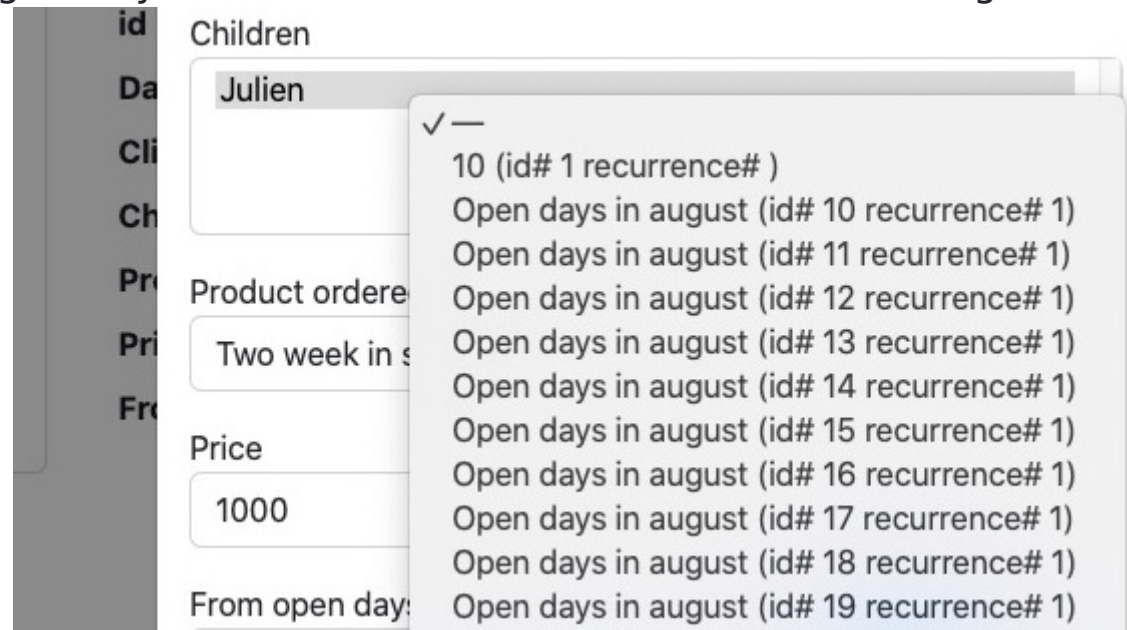 id
Children
Da
Julien
✓—
Cli
10 (id# 1 recurrence# )
Ch
Open days in august (id# 10 recurrence# 1)
Open days in august (id# 11 recurrence# 1)
Pr
Product ordere
Open days in august (id# 12 recurrence# 1)
Pri
Two week in s
Open days in august (id# 13 recurrence# 1)
Open days in august (id# 14 recurrence# 1)
Fro
Open days in august (id# 15 recurrence# 1)
Price
Open days in august (id# 16 recurrence# 1)
1000
Open days in august (id# 17 recurrence# 1)
Open days in august (id# 18 recurrence# 1)
From open day
Open days in august (id# 19 recurrence# 1)